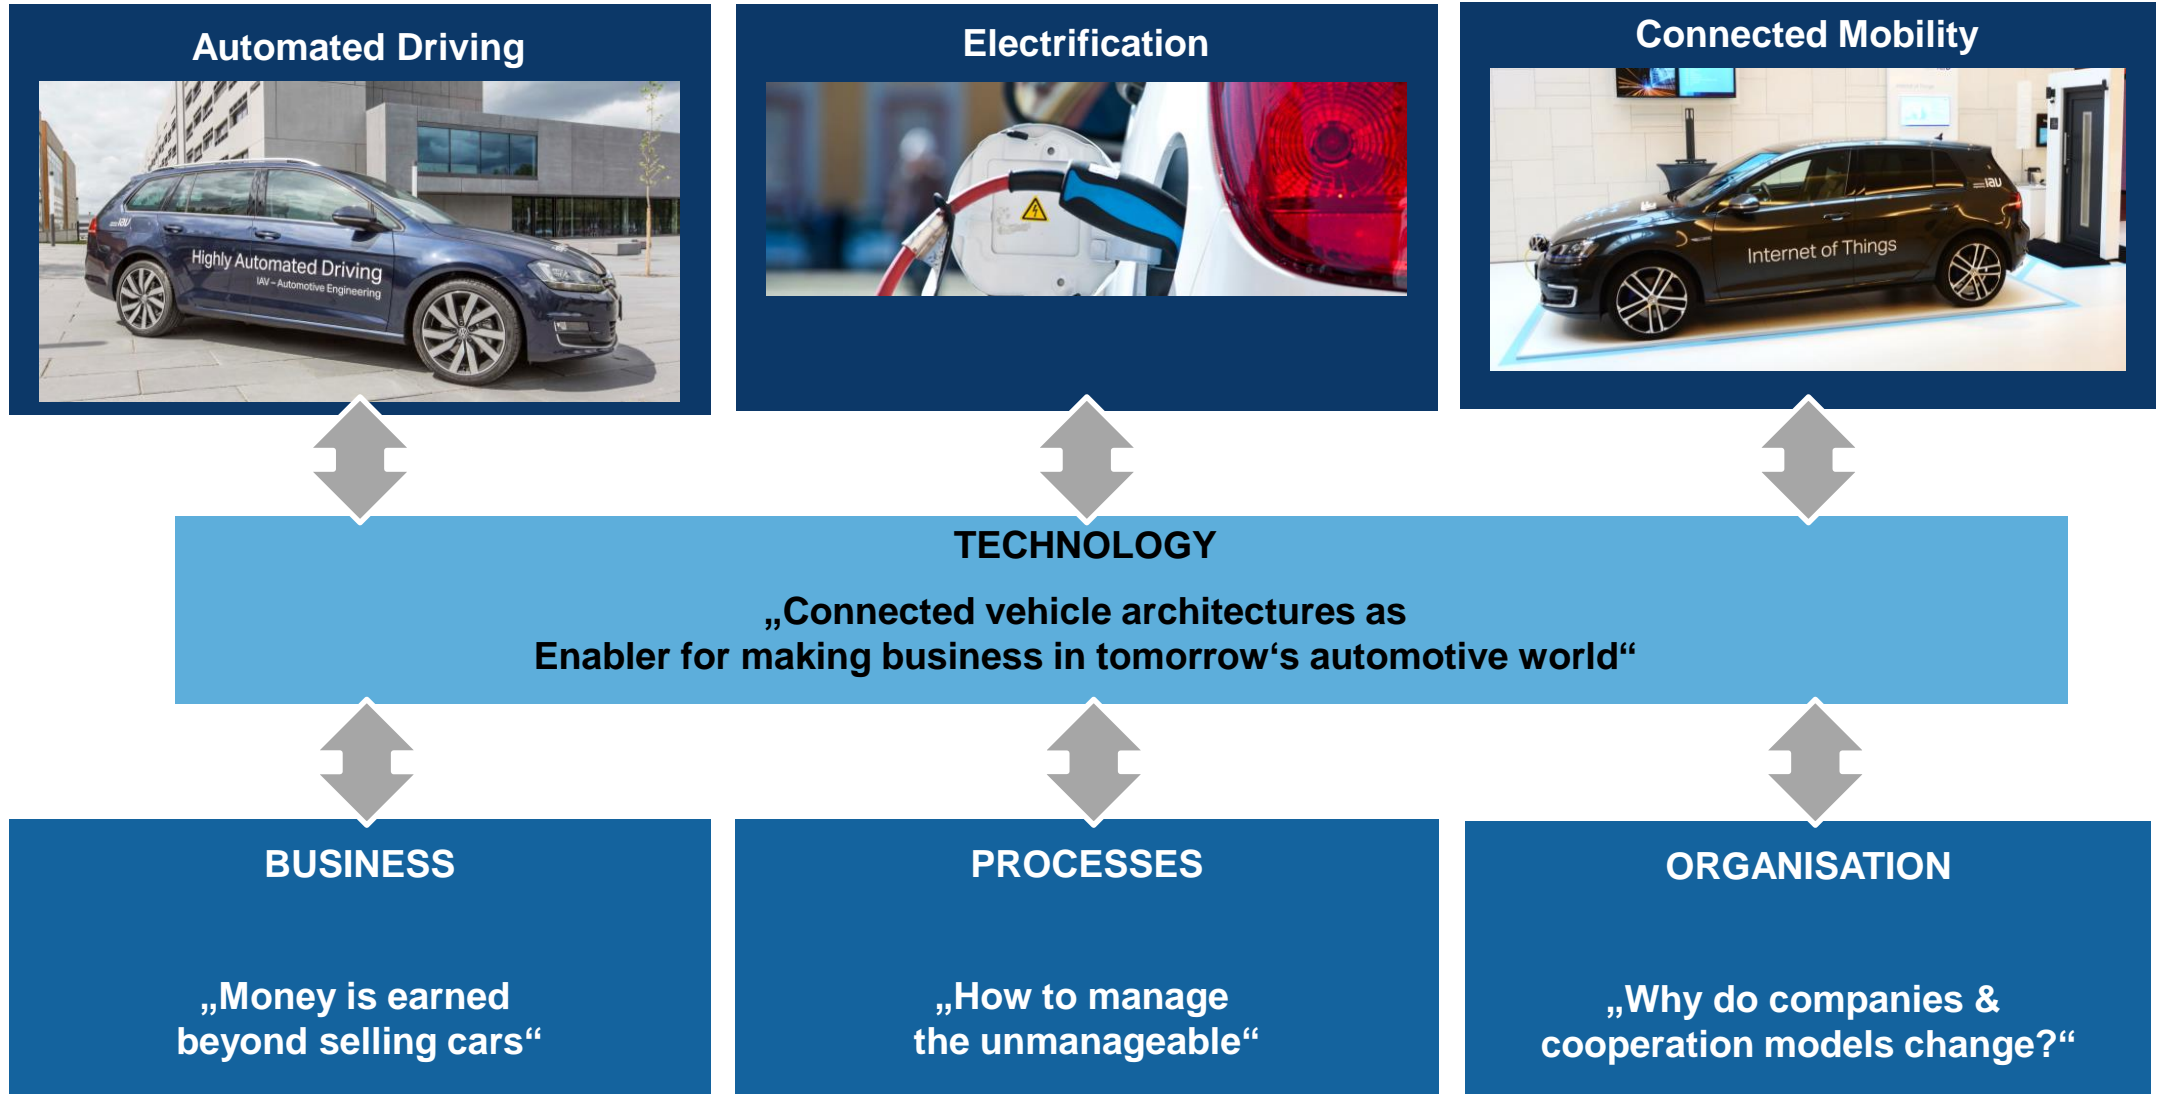 Automated Driving
Electrification
Connected Mobility
iav
Highly Automated Driving
IAV – Automotive Engineering
iav
Internet of Things
TECHNOLOGY
„Connected vehicle architectures as
Enabler for making business in tomorrow‘s automotive world“
BUSINESS
„Money is earned
beyond selling cars“
PROCESSES
„How to manage
the unmanageable“
ORGANISATION
„Why do companies &
cooperation models change?“